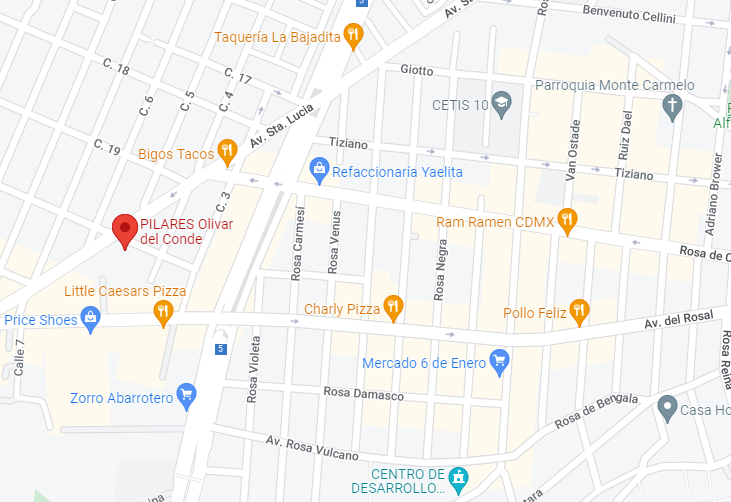 Cetis
Rosa
Benvenuto Cellini
Taquería La Bajadita
C. 18
C. 17
Giotto
Parroquia Monte Carmelo
C. 6
C. 5
C. 4
CETIS 10
Av. Sta. Lucia
Van Ostade
Ruiz Dael
Alf
C. 19
Tiziano
Bigos Tacos
Refaccionaría Yaelita
Tiziano
Adriano Brower
C. 3
PILARES Olivar
del Conde
Rosa Carmesí
Rosa Venus
Rosa Negra
Ram Ramen CDMX
Rosa de C
Little Caesars Pizza
Price Shoes
Charly Pizza
Pollo Feliz
Av. del Rosal
5
Calle 7
Rosa Violeta
Mercado 6 de Enero
Rosa Reina
Zorro Abarrotero
Rosa Damasco
Rosa de Bengala
Casa Ho
Av. Rosa Vulcano
CENTRO DE
DESARROLLO...
ina
tara